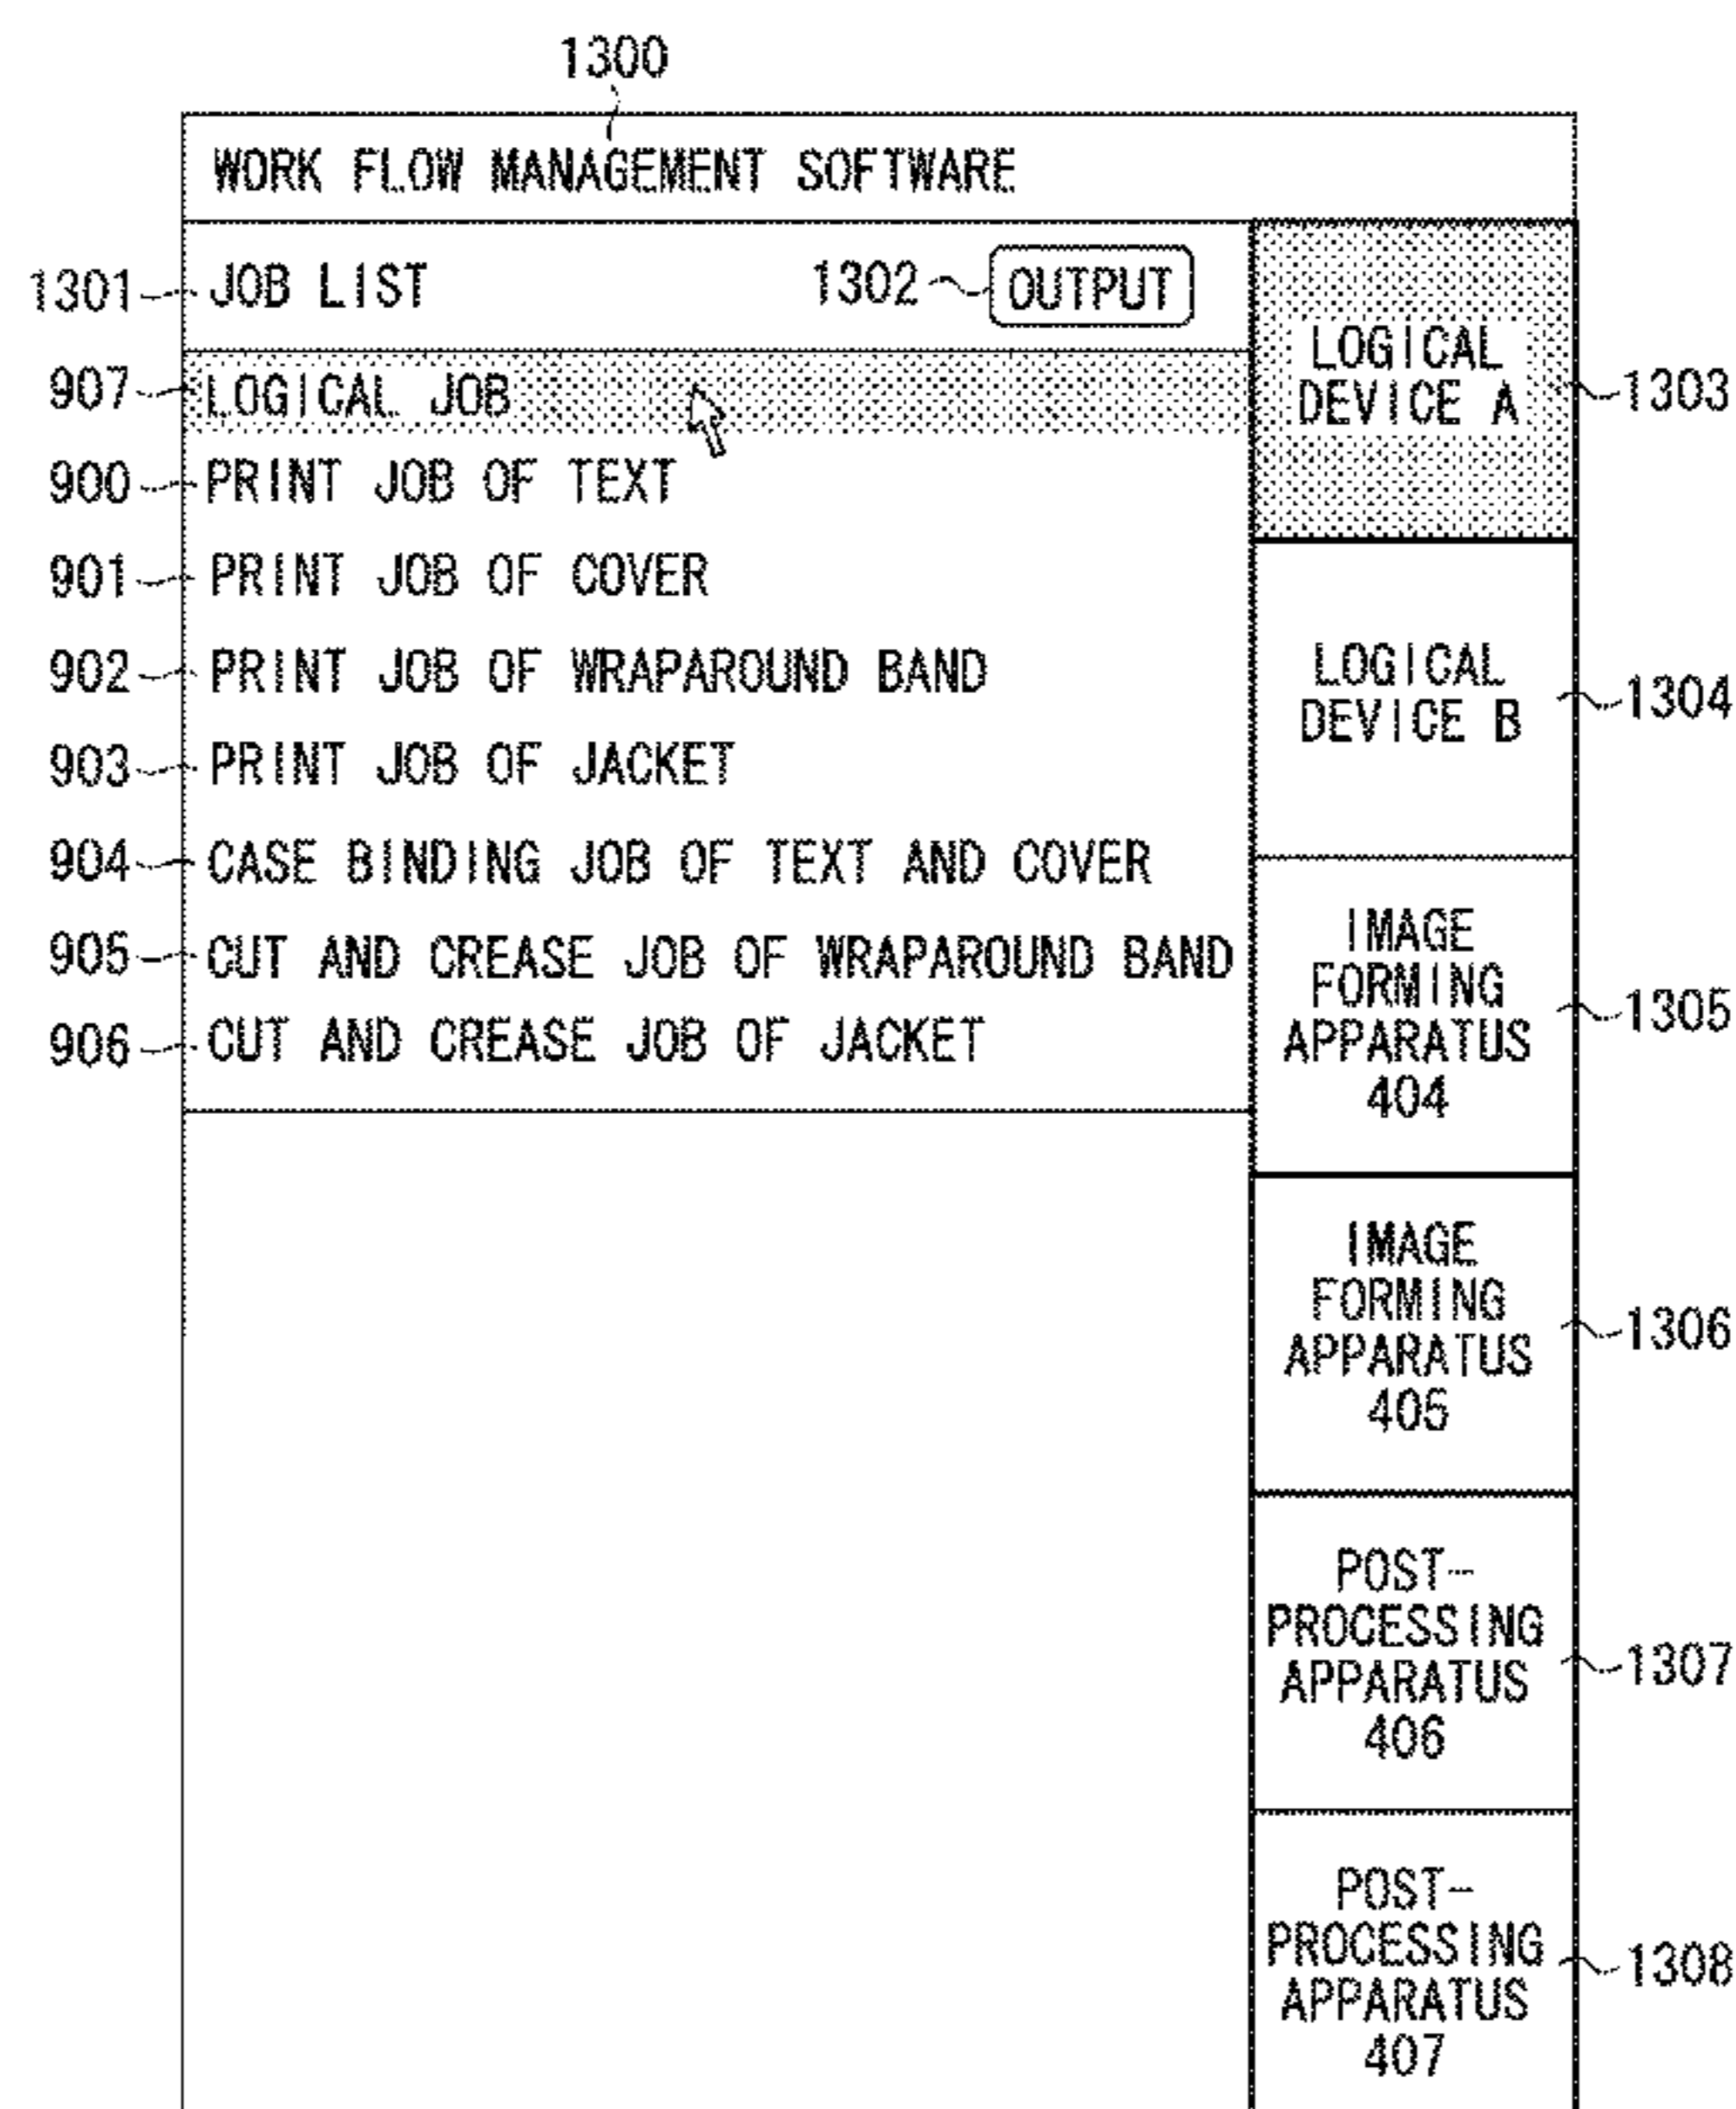 1300
WORK FLOW MANAGEMENT SOFTWARE
1301 JOB LIST 1302 OUTPUT
907 LOGICAL JOB
900 PRINT JOB OF TEXT
901 PRINT JOB OF COVER
902 PRINT JOB OF WRAPAROUND BAND
903 PRINT JOB OF JACKET
904 CASE BINDING JOB OF TEXT AND COVER
905 CUT AND CREASE JOB OF WRAPAROUND BAND
906 CUT AND CREASE JOB OF JACKET
LOGICAL
DEVICE A
1303
LOGICAL
DEVICE B
1304
IMAGE
FORMING
APPARATUS
404
1305
IMAGE
FORMING
APPARATUS
405
1306
POST-
PROCESSING
APPARATUS
406
1307
POST-
PROCESSING
APPARATUS
407
1308